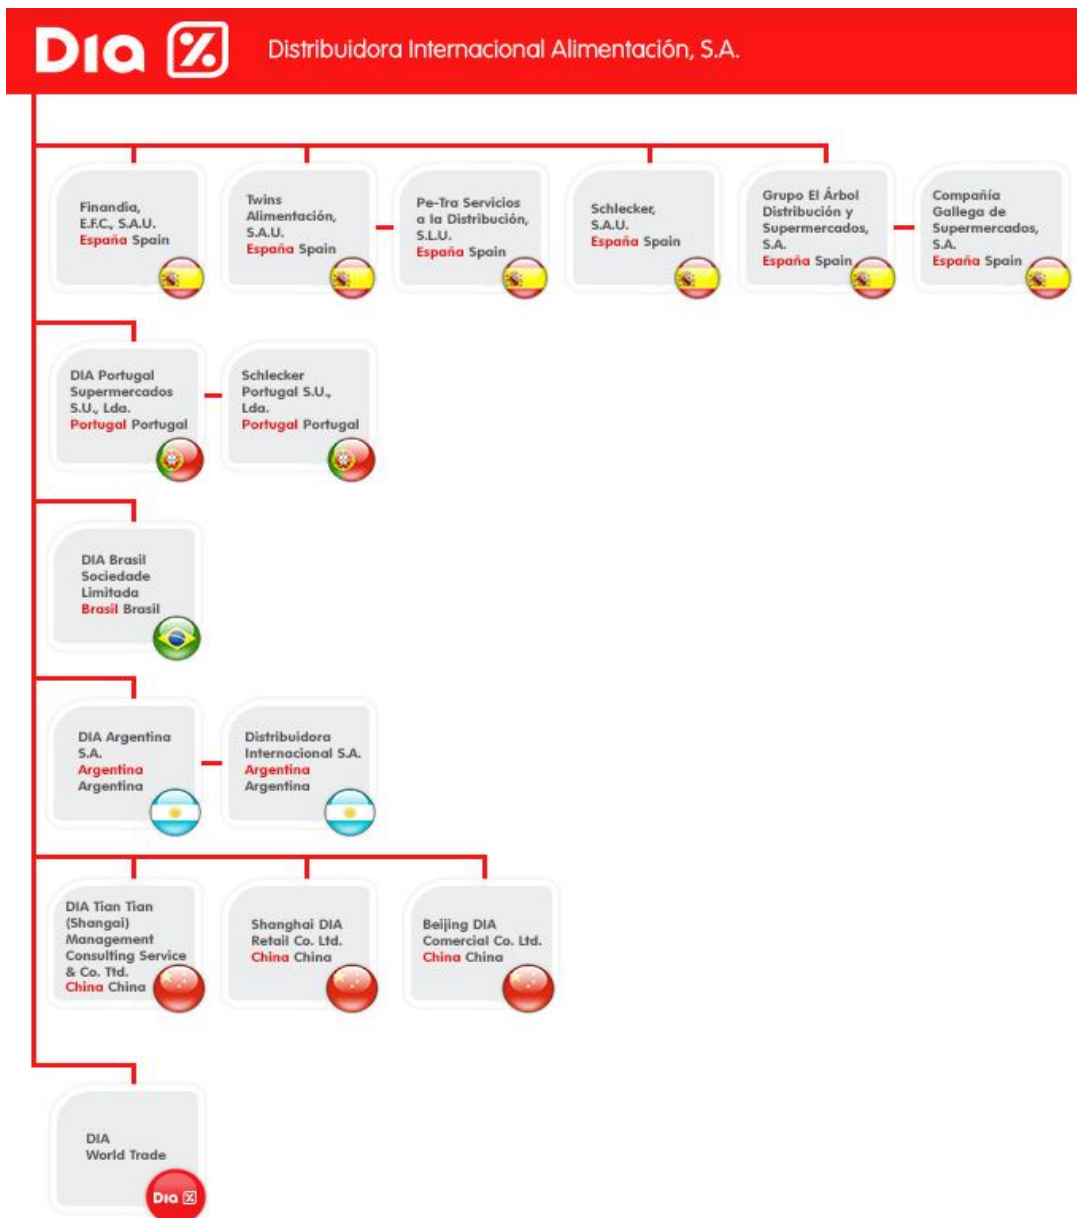 Dia %
Distribuidora Internacional Alimentación, S.A.
Finandia,
E.F.C., S.A.U.
España Spain
Twins
Alimentación,
S.A.U.
España Spain
Pe-Tra Servicios
a la Distribución,
S.L.U.
España Spain
Schlecker,
S.A.U.
España Spain
Grupo El Árbol
Distribución y
Supermercados,
S.A.
España Spain
Compañía
Gallega de
Supermercados,
S.A.
España Spain
DIA Portugal
Supermercados
S.U., Lda.
Portugal Portugal
Schlecker
Portugal S.U.,
Lda.
Portugal Portugal
DIA Brasil
Sociedade
Limitada
Brasil Brasil
DIA Argentina
S.A.
Argentina
Argentina
Distribuidora
Internacional S.A.
Argentina
Argentina
DIA Tian Tian
(Shangai)
Management
Consulting Service
& Co. Ttd.
China China
Shanghai DIA
Retail Co. Ltd.
China China
Beijing DIA
Comercial Co. Ltd.
China China
DIA
World Trade
Dia %